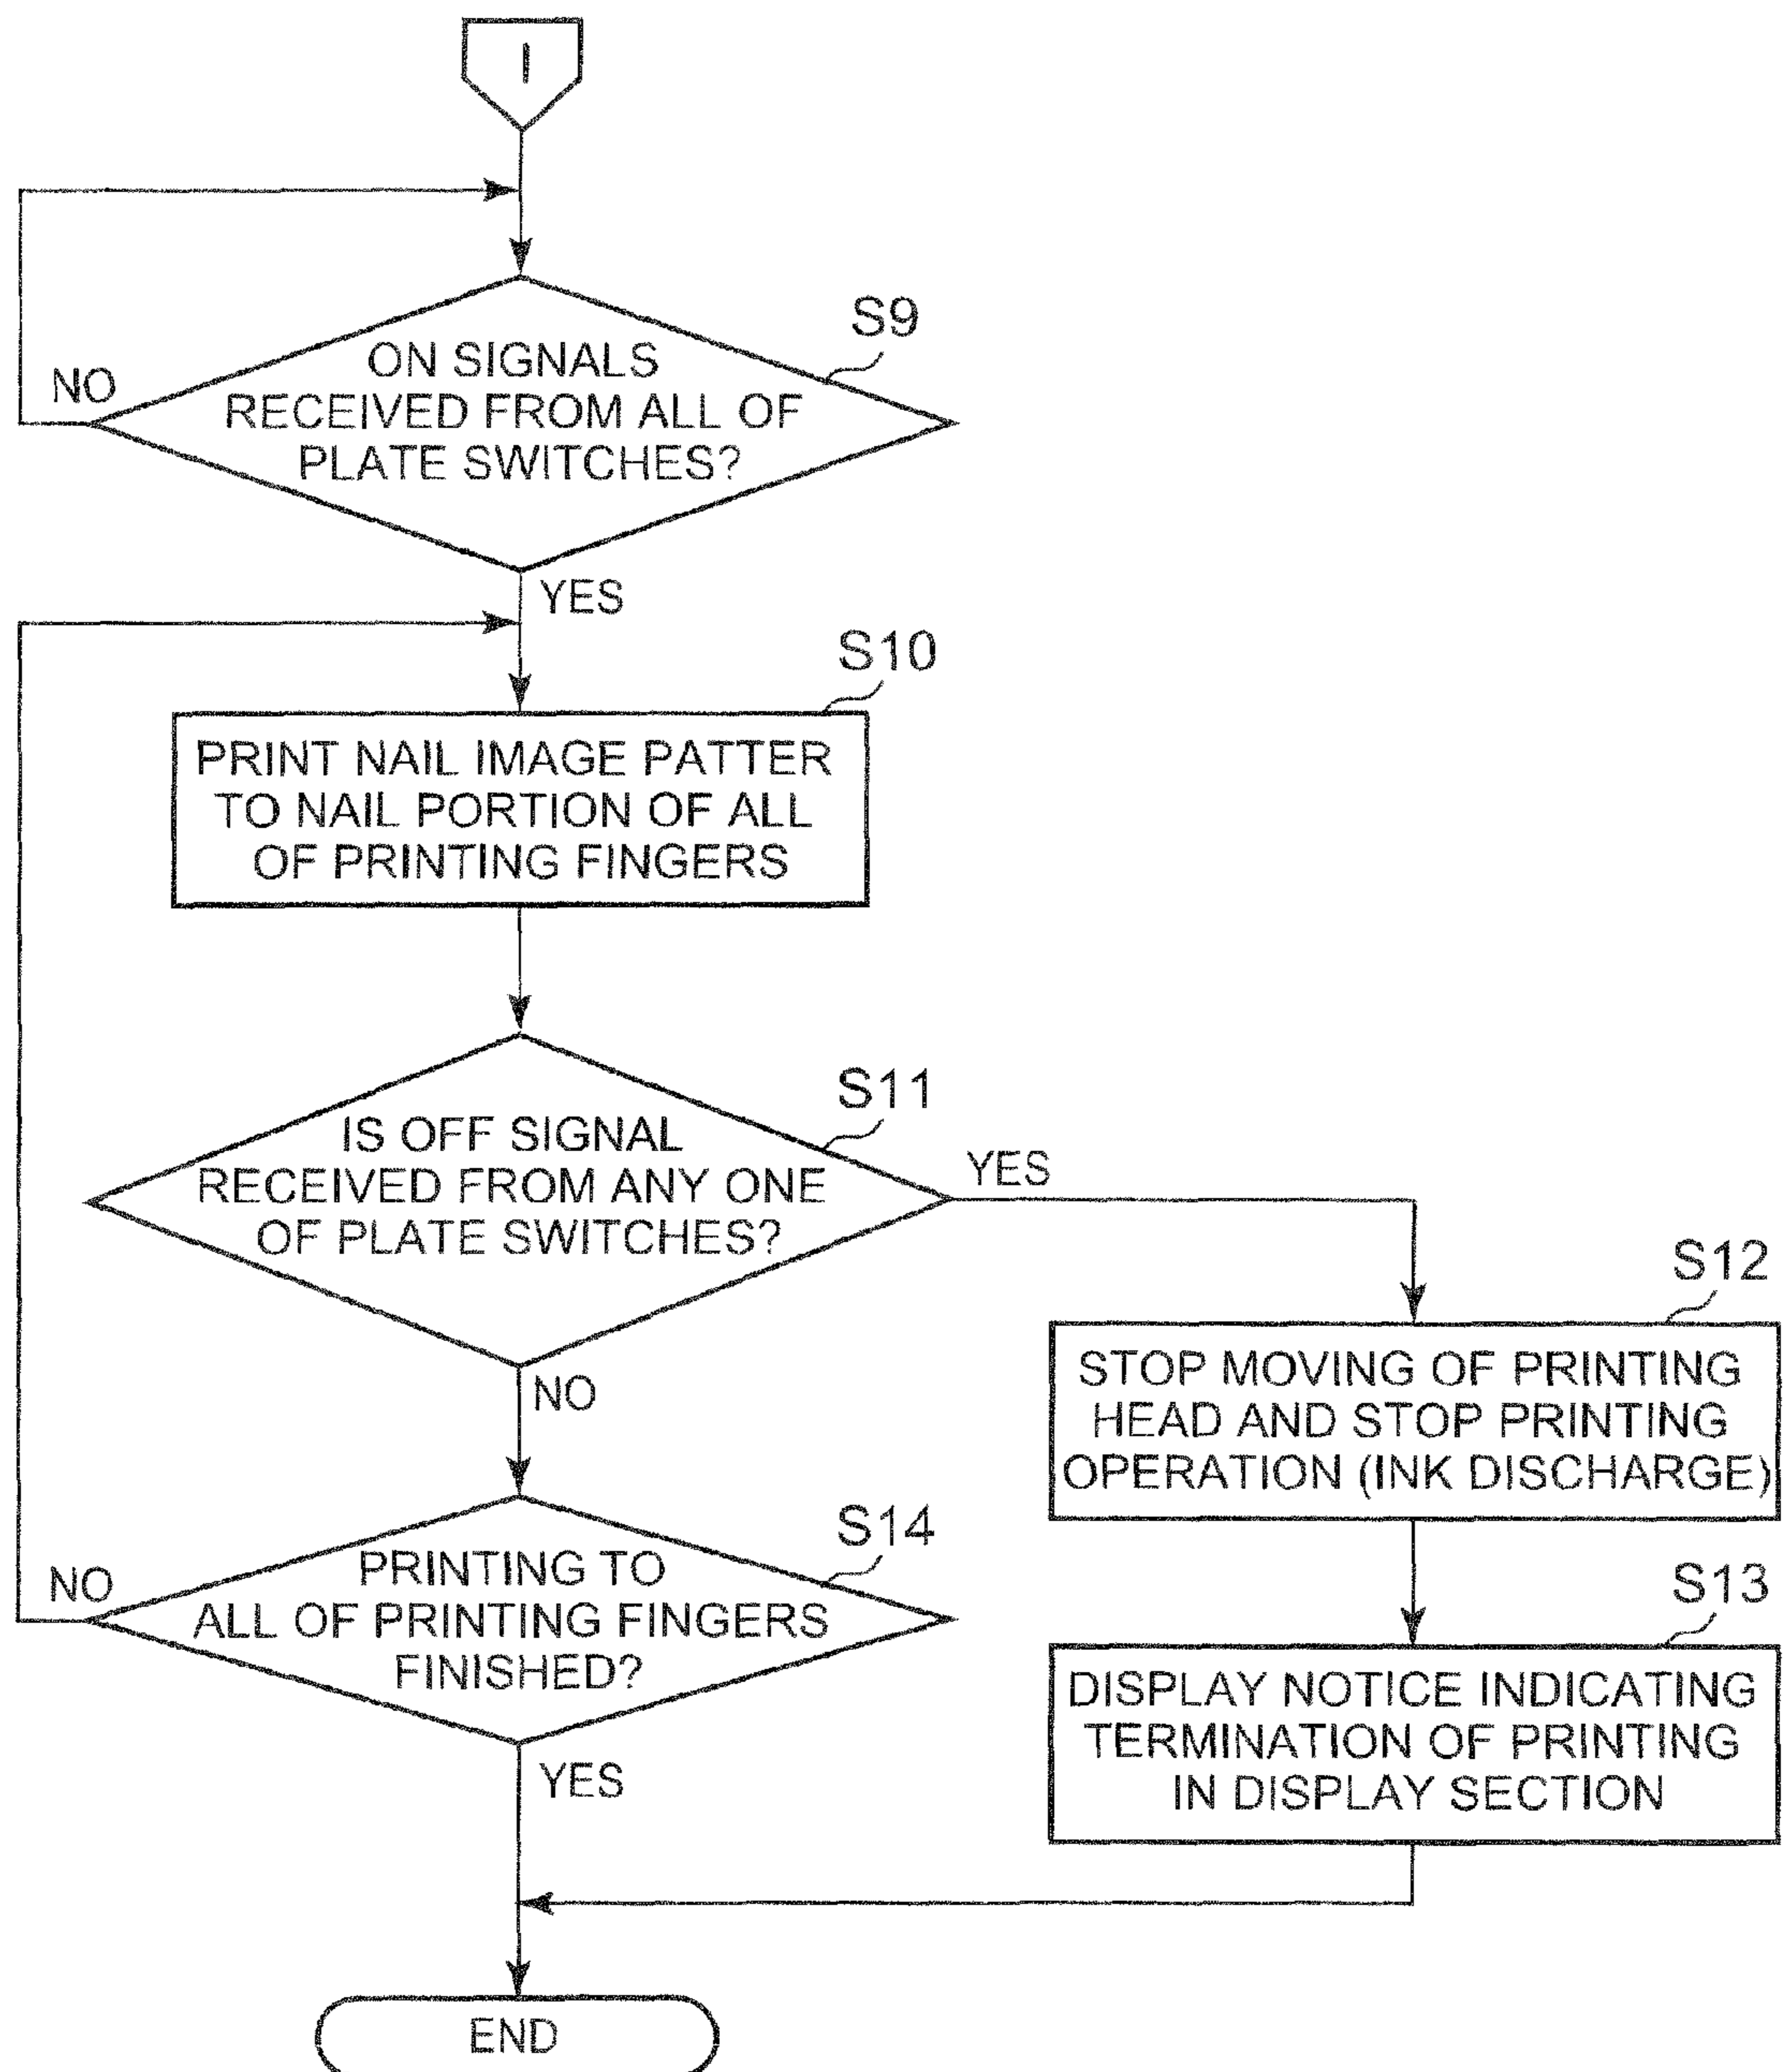 I
S9
ON SIGNALS
RECEIVED FROM ALL OF
PLATE SWITCHES?
NO
YES
S10
PRINT NAIL IMAGE PATTER
TO NAIL PORTION OF ALL
OF PRINTING FINGERS
S11
IS OFF SIGNAL
RECEIVED FROM ANY ONE
OF PLATE SWITCHES?
YES
NO
S12
STOP MOVING OF PRINTING
HEAD AND STOP PRINTING
OPERATION (INK DISCHARGE)
S13
DISPLAY NOTICE INDICATING
TERMINATION OF PRINTING
IN DISPLAY SECTION
S14
PRINTING TO
ALL OF PRINTING FINGERS
FINISHED?
NO
YES
END